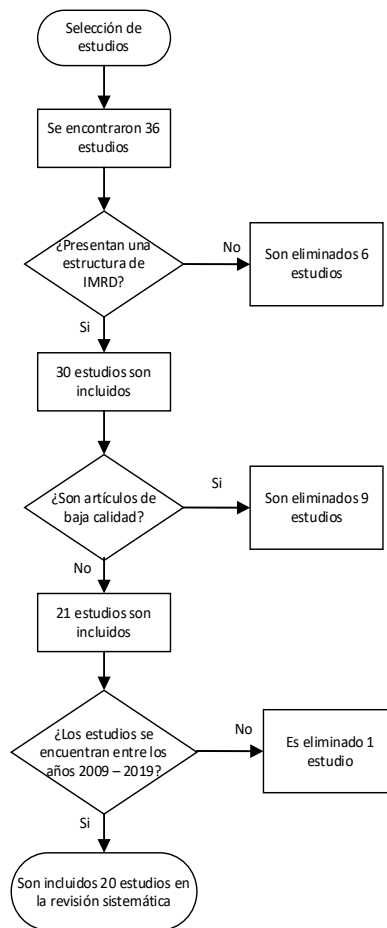 Selección de
estudios
Se encontraron 36
estudios
¿Presentan una
estructura de
IMRD?
No
Son eliminados 6
estudios
Si
30 estudios son
incluidos
¿Son artículos de
baja calidad?
Si
Son eliminados 9
estudios
No
21 estudios son
incluidos
¿Los estudios se
encuentran entre los
años 2009 – 2019?
No
Es eliminado 1
estudio
Si
Son incluidos 20 estudios en
la revisión sistemática